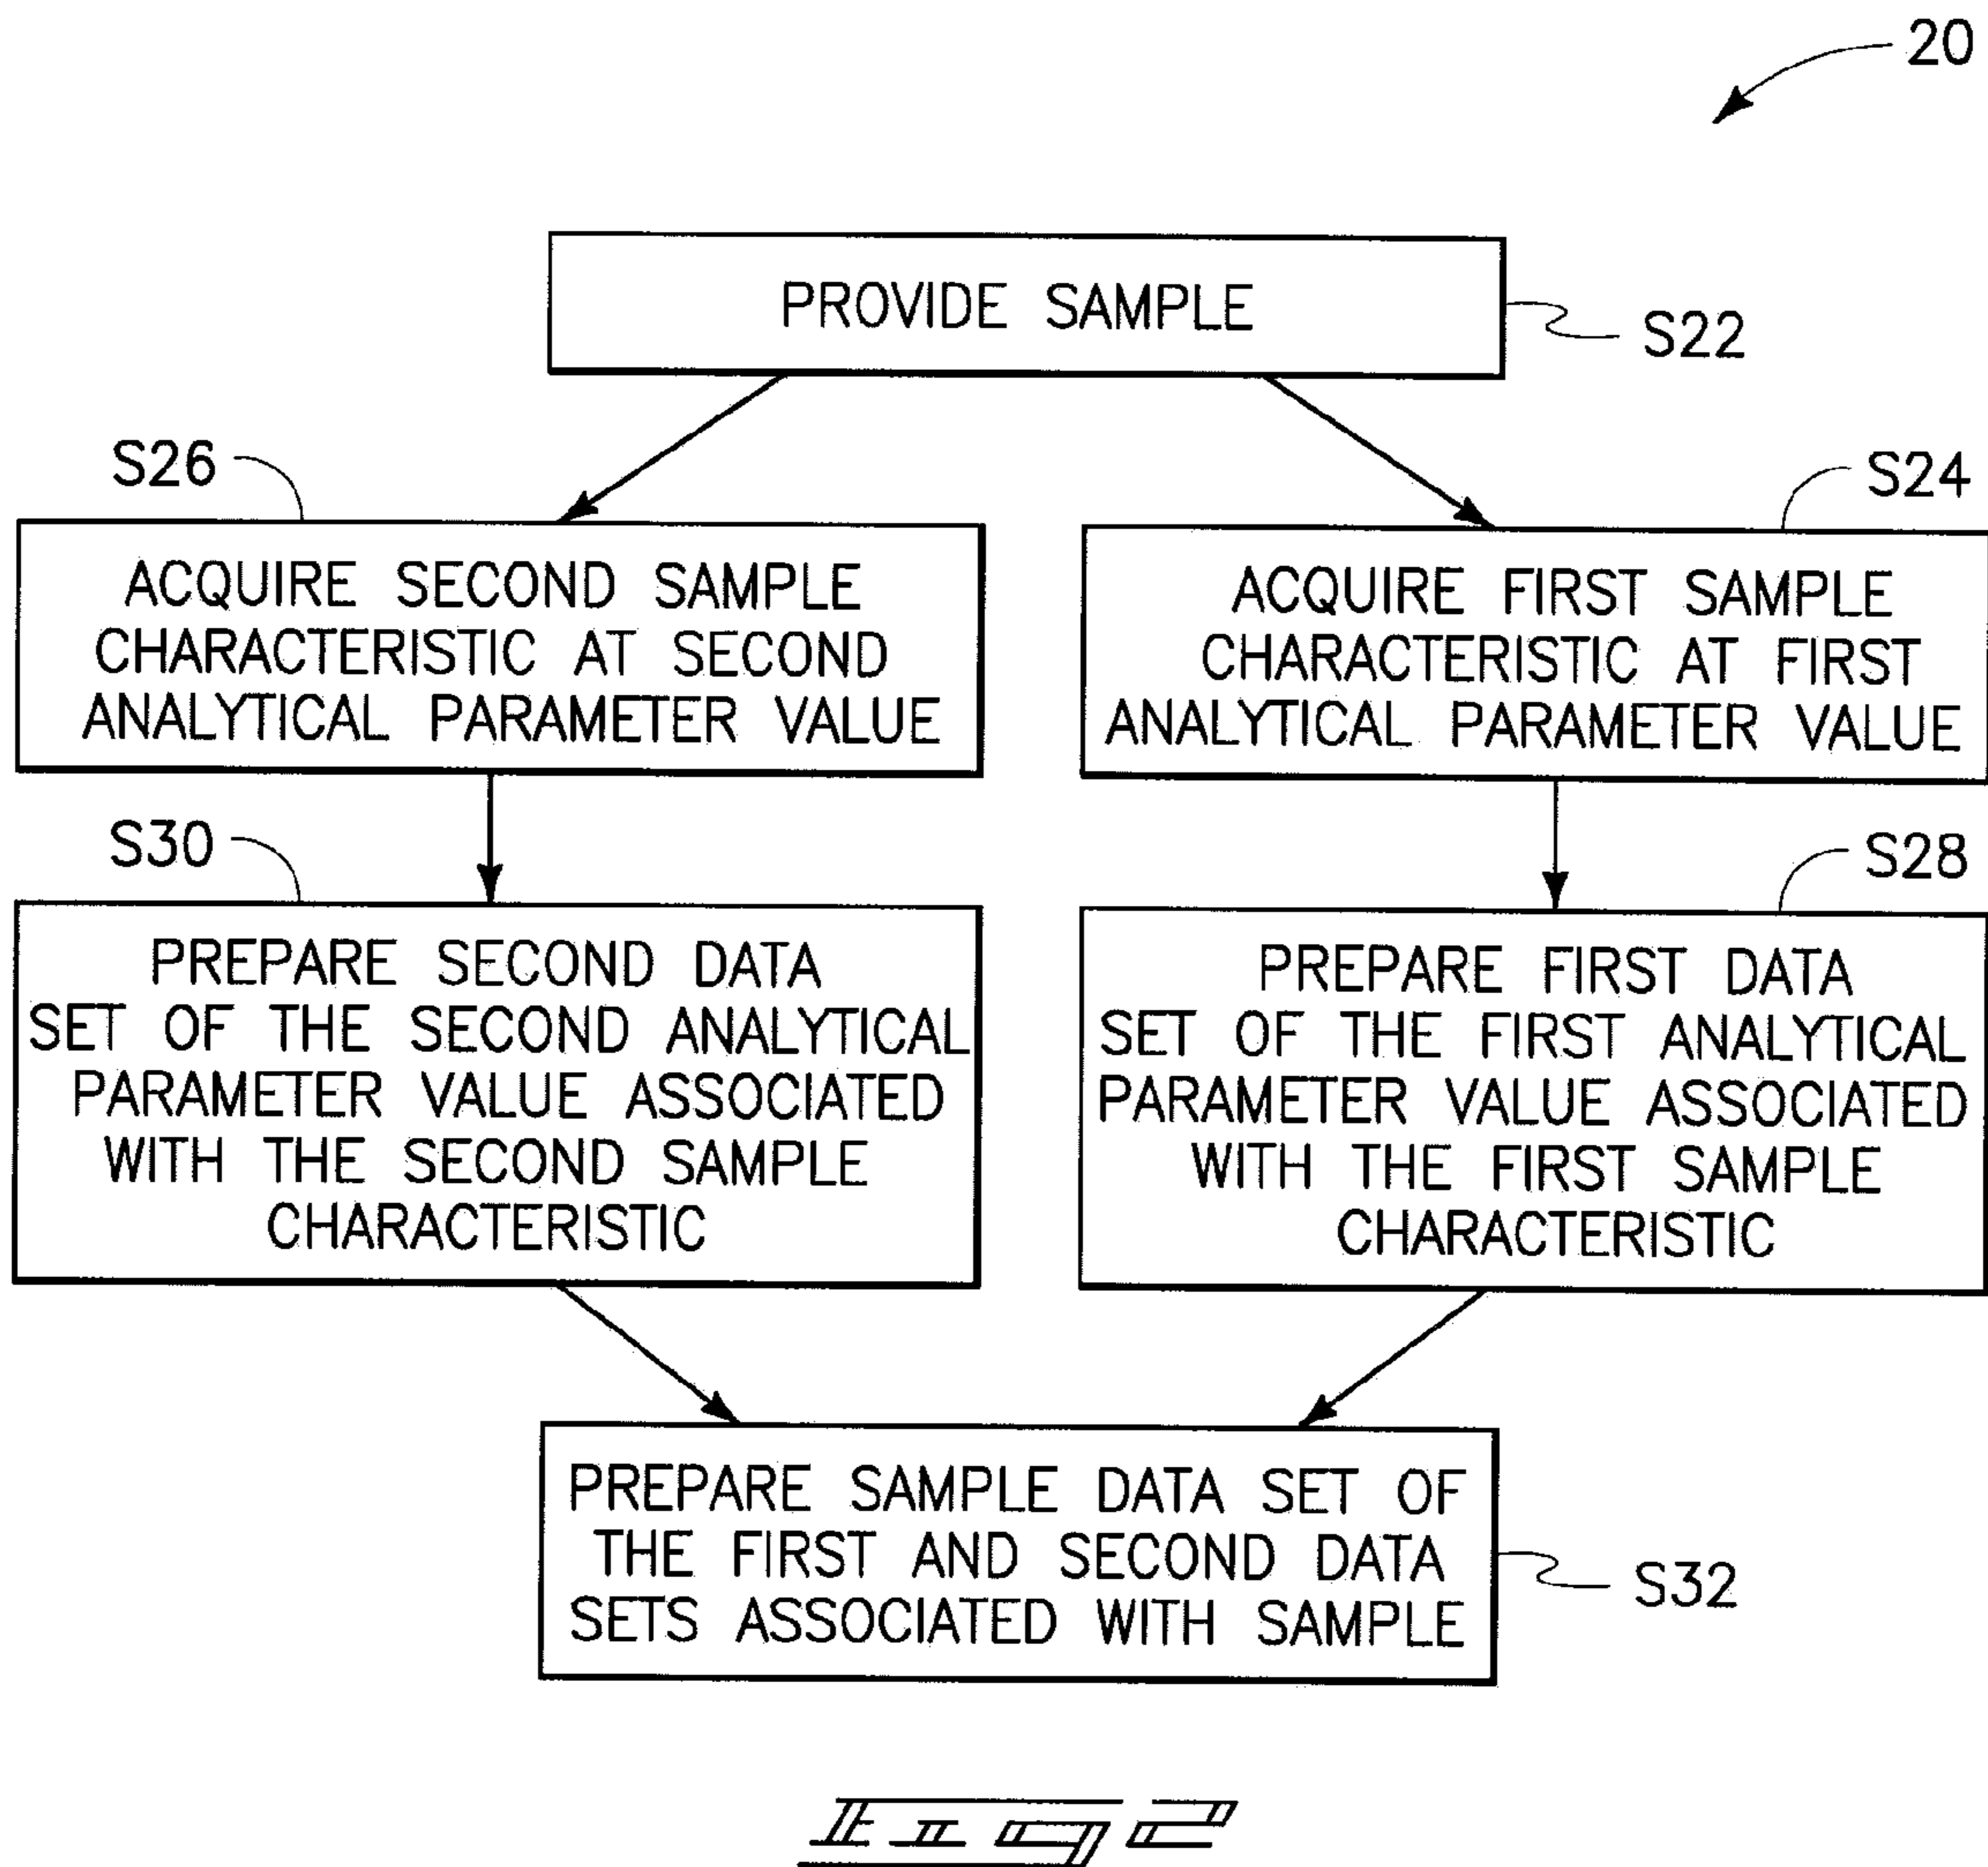 20
PROVIDE SAMPLE
S22
S26
ACQUIRE SECOND SAMPLE
CHARACTERISTIC AT SECOND
ANALYTICAL PARAMETER VALUE
S24
ACQUIRE FIRST SAMPLE
CHARACTERISTIC AT FIRST
ANALYTICAL PARAMETER VALUE
S30
PREPARE SECOND DATA
SET OF THE SECOND ANALYTICAL
PARAMETER VALUE ASSOCIATED
WITH THE SECOND SAMPLE
CHARACTERISTIC
S28
PREPARE FIRST DATA
SET OF THE FIRST ANALYTICAL
PARAMETER VALUE ASSOCIATED
WITH THE FIRST SAMPLE
CHARACTERISTIC
PREPARE SAMPLE DATA SET OF
THE FIRST AND SECOND DATA
SETS ASSOCIATED WITH SAMPLE
S32
Fig 2